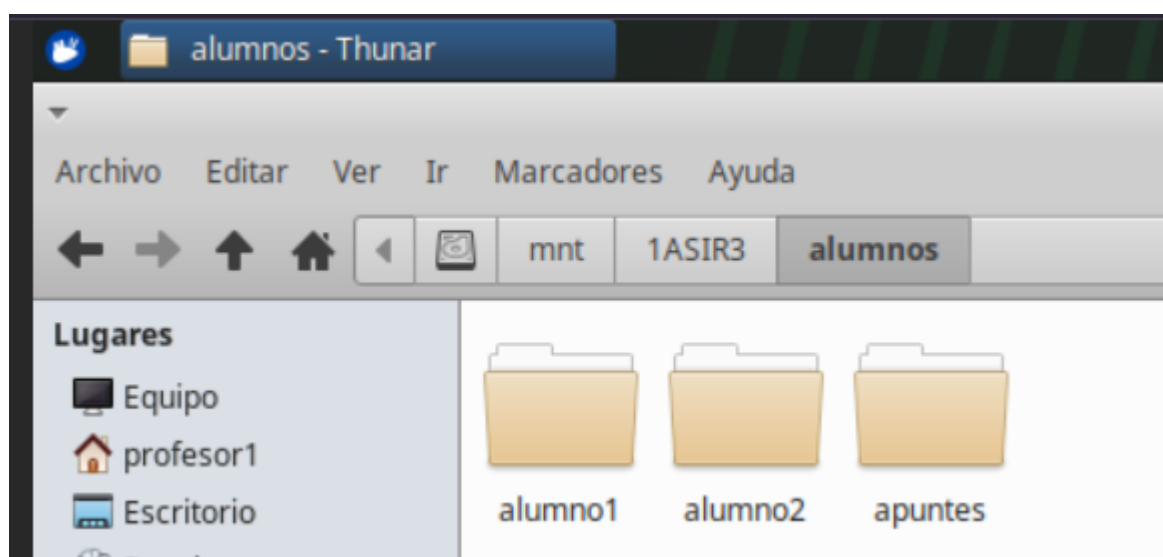 alumnos - Thunar
Archivo Editar Ver Ir Marcadores Ayuda
mnt 1ASIR3 alumnos
Lugares
Equipo
profesor1
Escritorio
alumno1 alumno2 apuntes